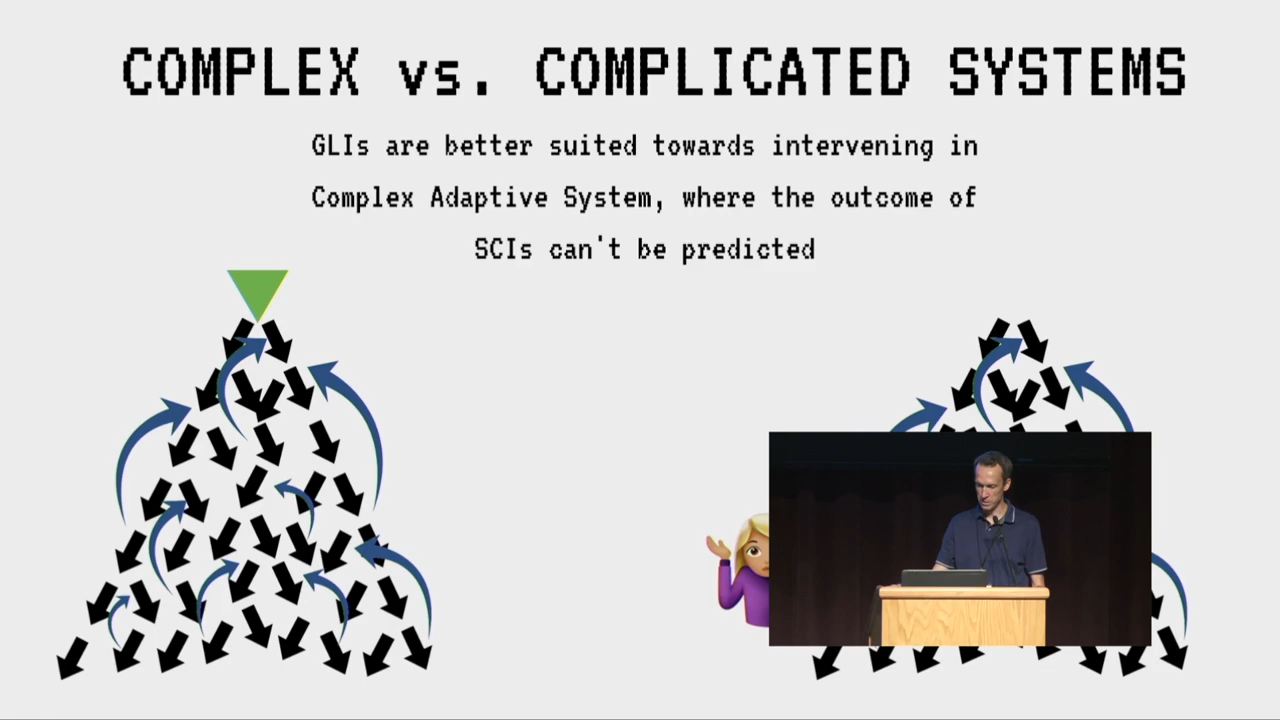 COMPLEX vs. COMPLICATED SYSTEMS
GLIs are better suited towards intervening in
Complex Adaptive System, where the outcome of
SCIs can't be predicted